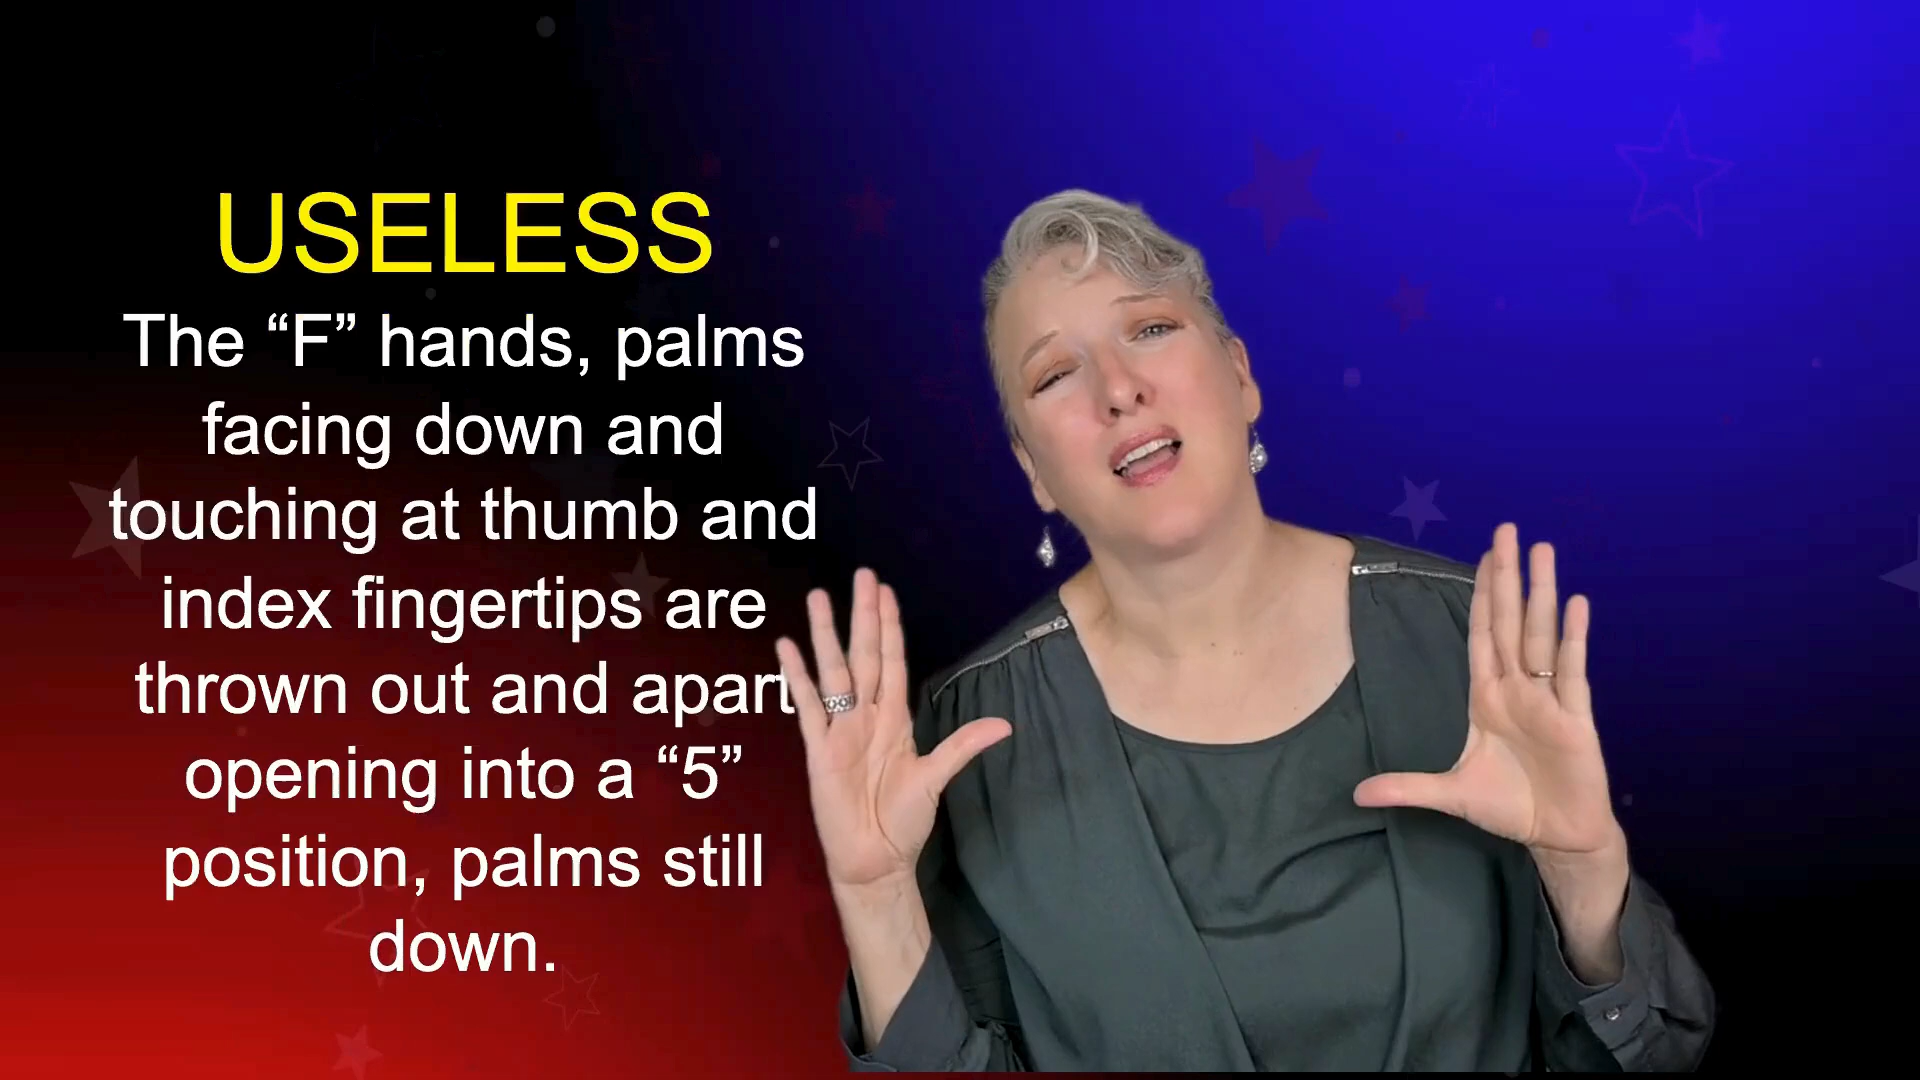 USELESS
The “F” hands, palms
facing down and
touching at thumb and
index fingertips are
thrown out and apart
opening into a “5”
position, palms still
down.